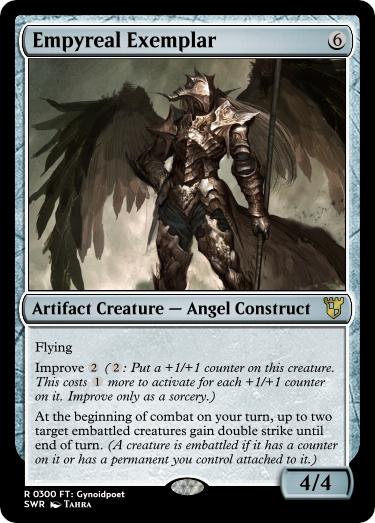 Empyreal Exemplar 6
Artifact Creature — Angel Construct
Flying
Improve 2 (2: Put a +1/+1 counter on this creature.
This costs 1 more to activate for each +1/+1 counter
on it. Improve only as a sorcery.)
At the beginning of combat on your turn, up to two
target embattled creatures gain double strike until
end of turn. (A creature is embattled if it has a counter
on it or has a permanent you control attached to it.)
4/4
R 0300 FT: Gynoidpoet
SWR Tahra